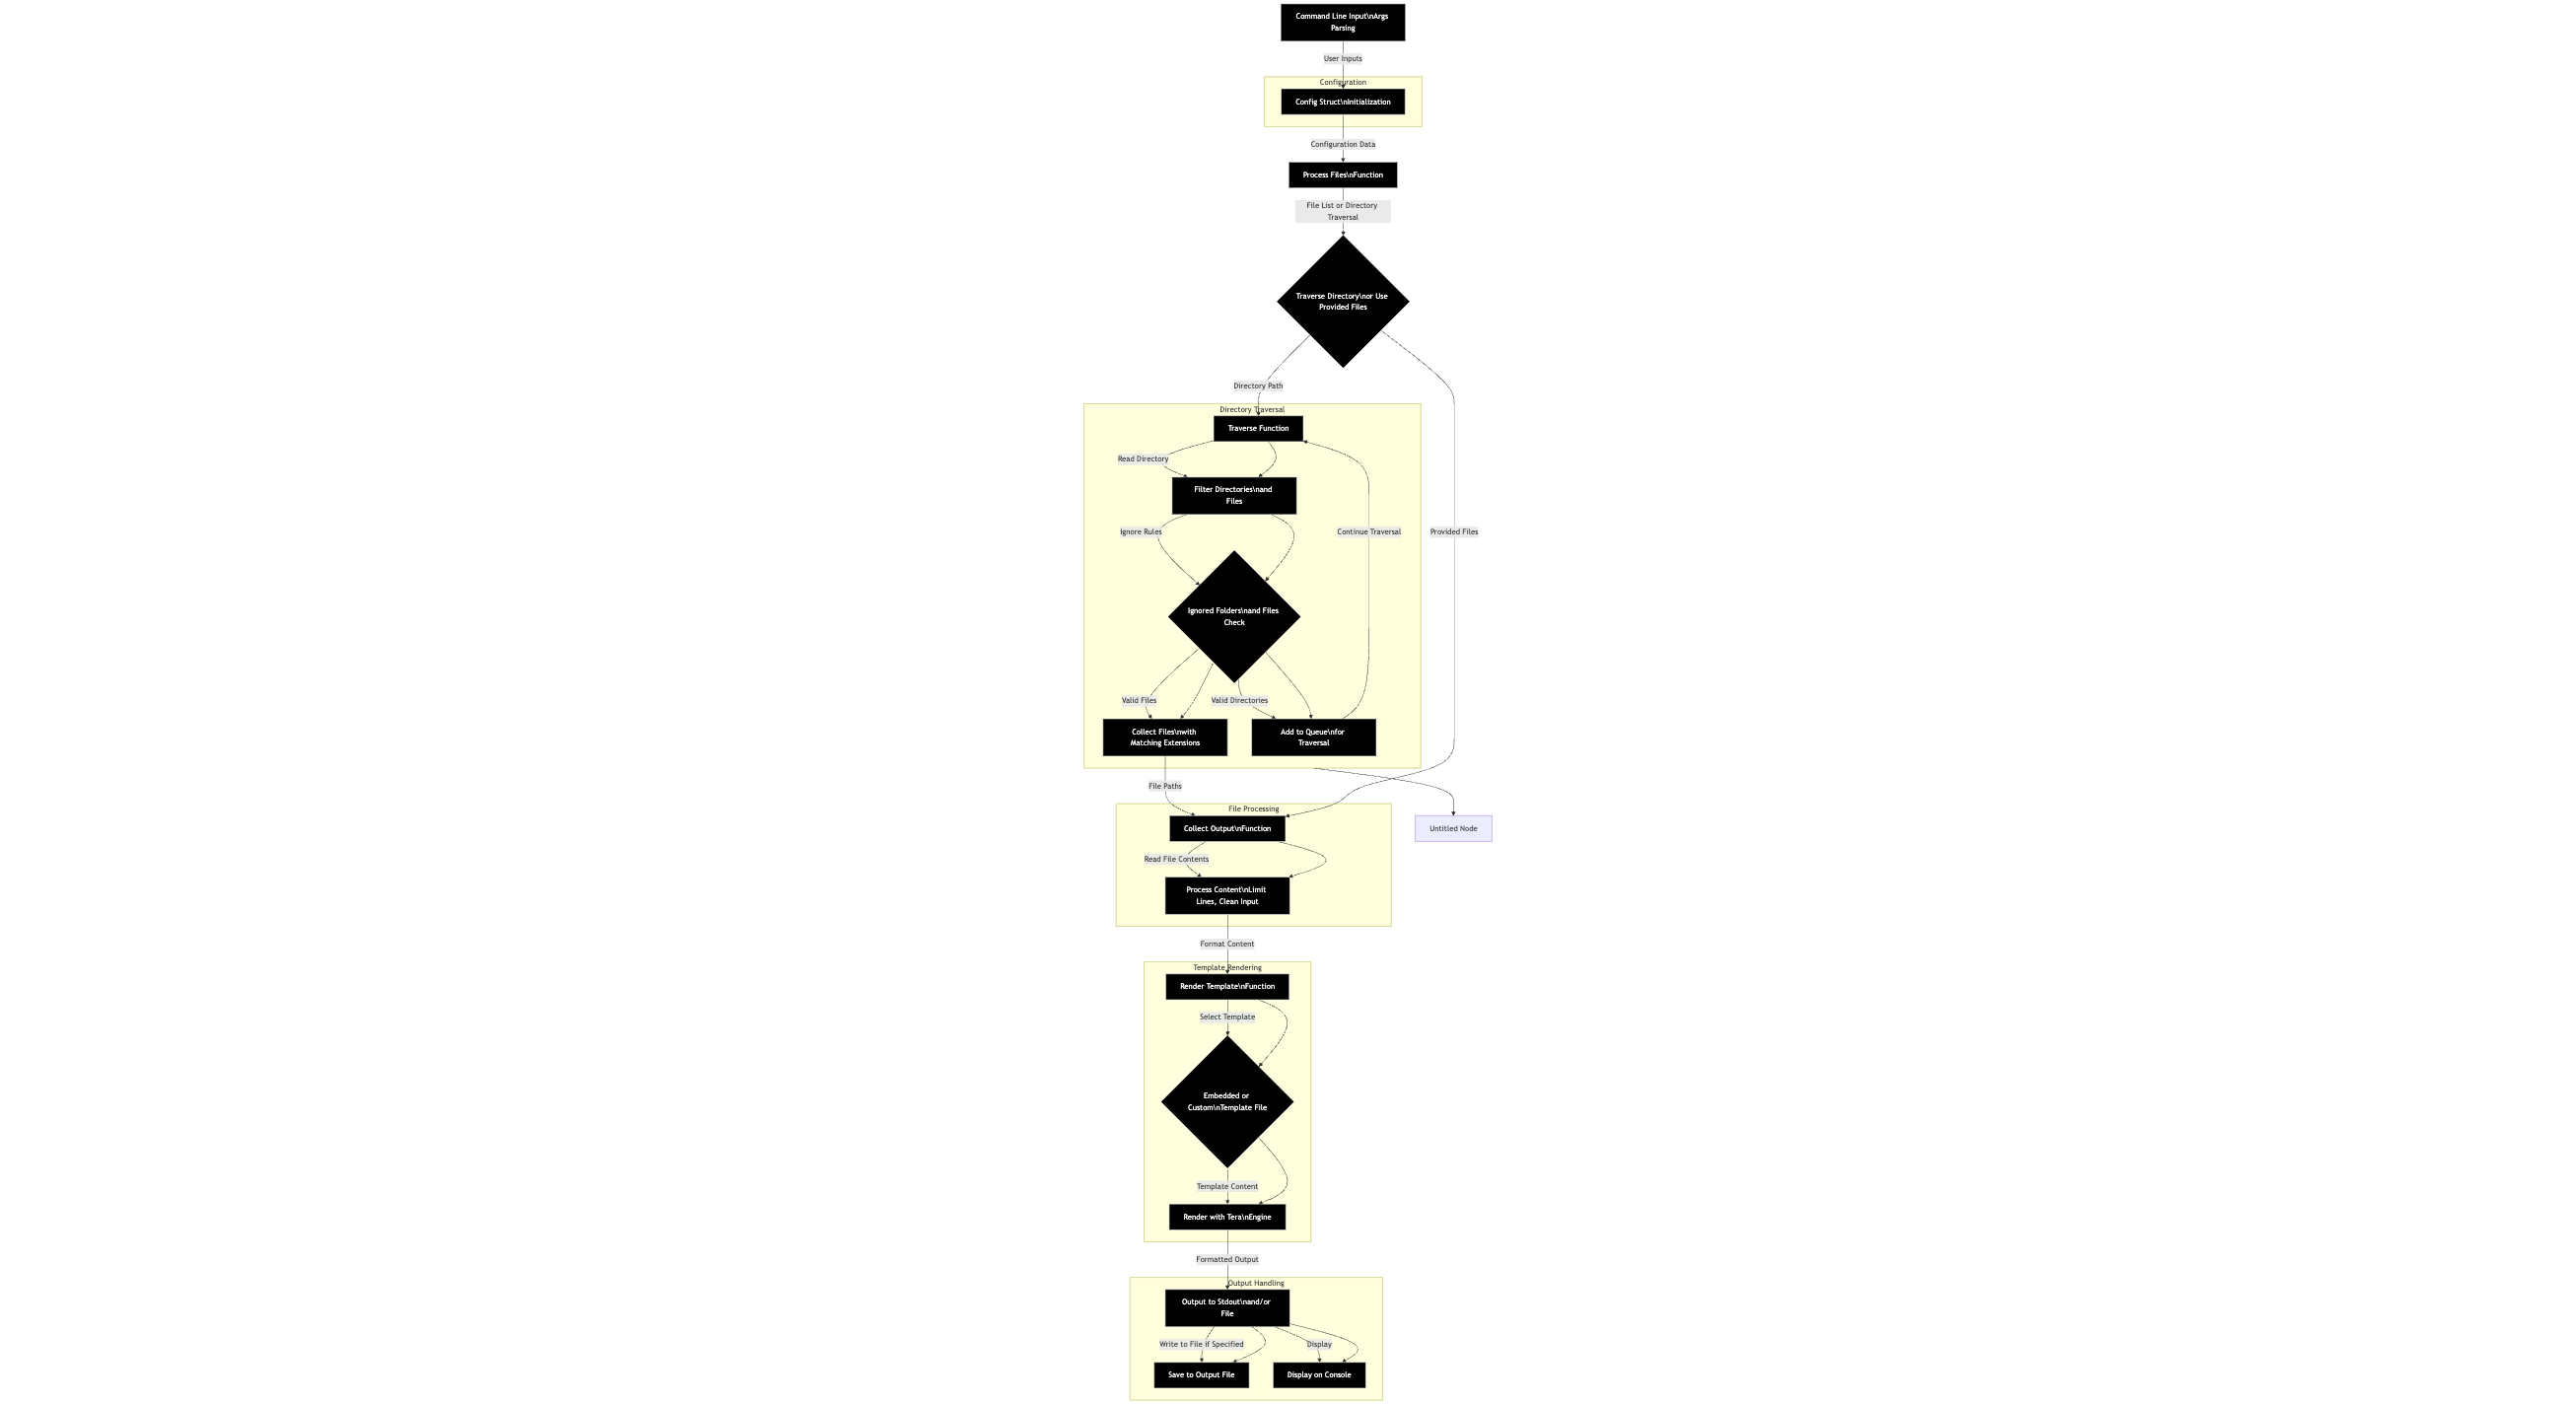 Command Line Input\nArgs
Parsing
User Inputs
Configuration
Config Struct\nInitialization
Configuration Data
Process Files\nFunction
File List or Directory
Traversal
Traverse Directory\nor Use
Provided Files
Directory Path
Directory Traversal
Traverse Function
Read Directory
Filter Directories\nand
Files
Ignore Rules
Continue Traversal
Provided Files
Ignored Folders\nand Files
Check
Valid Files
Valid Directories
Collect Files\nwith
Matching Extensions
Add to Queue\nfor
Traversal
File Paths
File Processing
Collect Output\nFunction
Untitled Node
Read File Contents
Process Content\nLimit
Lines, Clean Input
Format Content
Template Rendering
Render Template\nFunction
Select Template
Embedded or
Custom\nTemplate File
Template Content
Render with Tera\nEngine
Formatted Output
Output Handling
Output to Stdout\nand/or
File
Write to File if Specified
Display
Save to Output File
Display on Console